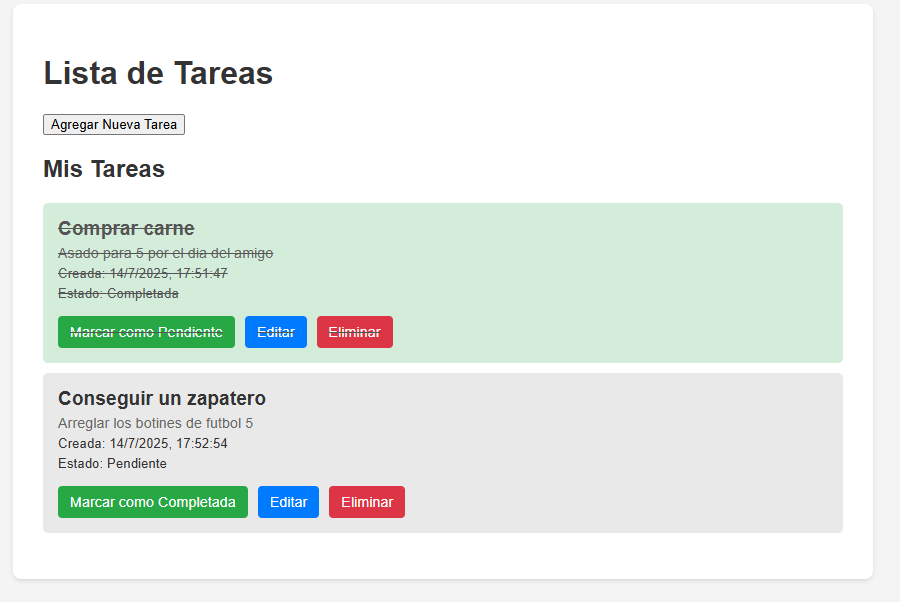 Lista de Tareas
Agregar Nueva Tarea
Mis Tareas
Comprar carne
Asado para 5 por el dia del amigo
Creada: 14/7/2025, 17:51:47
Estado: Completada
Marcar como Pendiente Editar Eliminar
Conseguir un zapatero
Arreglar los botines de futbol 5
Creada: 14/7/2025, 17:52:54
Estado: Pendiente
Marcar como Completada Editar Eliminar